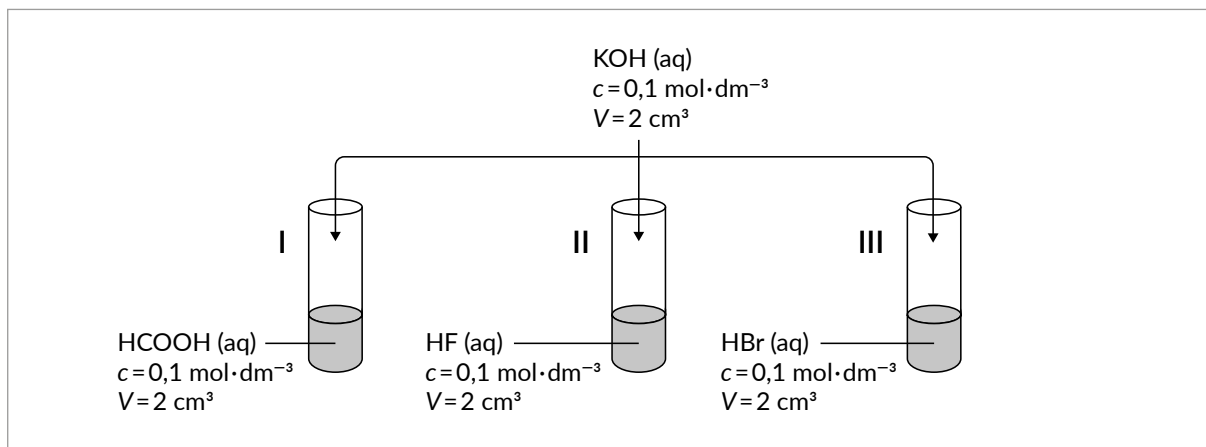 KOH (aq)
c = 0,1 mol·dm⁻³
V = 2 cm³
I
II
III
HCOOH (aq)
c = 0,1 mol·dm⁻³
V = 2 cm³
HF (aq)
c = 0,1 mol·dm⁻³
V = 2 cm³
HBr (aq)
c = 0,1 mol·dm⁻³
V = 2 cm³